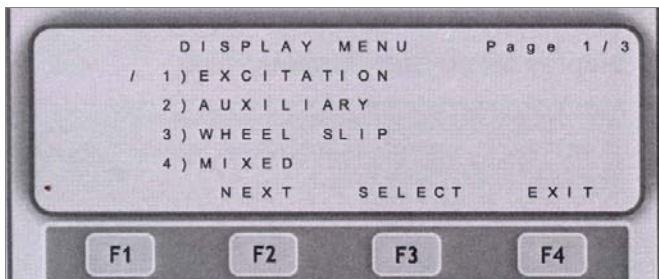 DISPLAY MENU Page 1/3
/ 1) EXCITATION
2) AUXILIARY
3) WHEEL SLIP
4) MIXED
NEXT SELECT EXIT
F1 F2 F3 F4